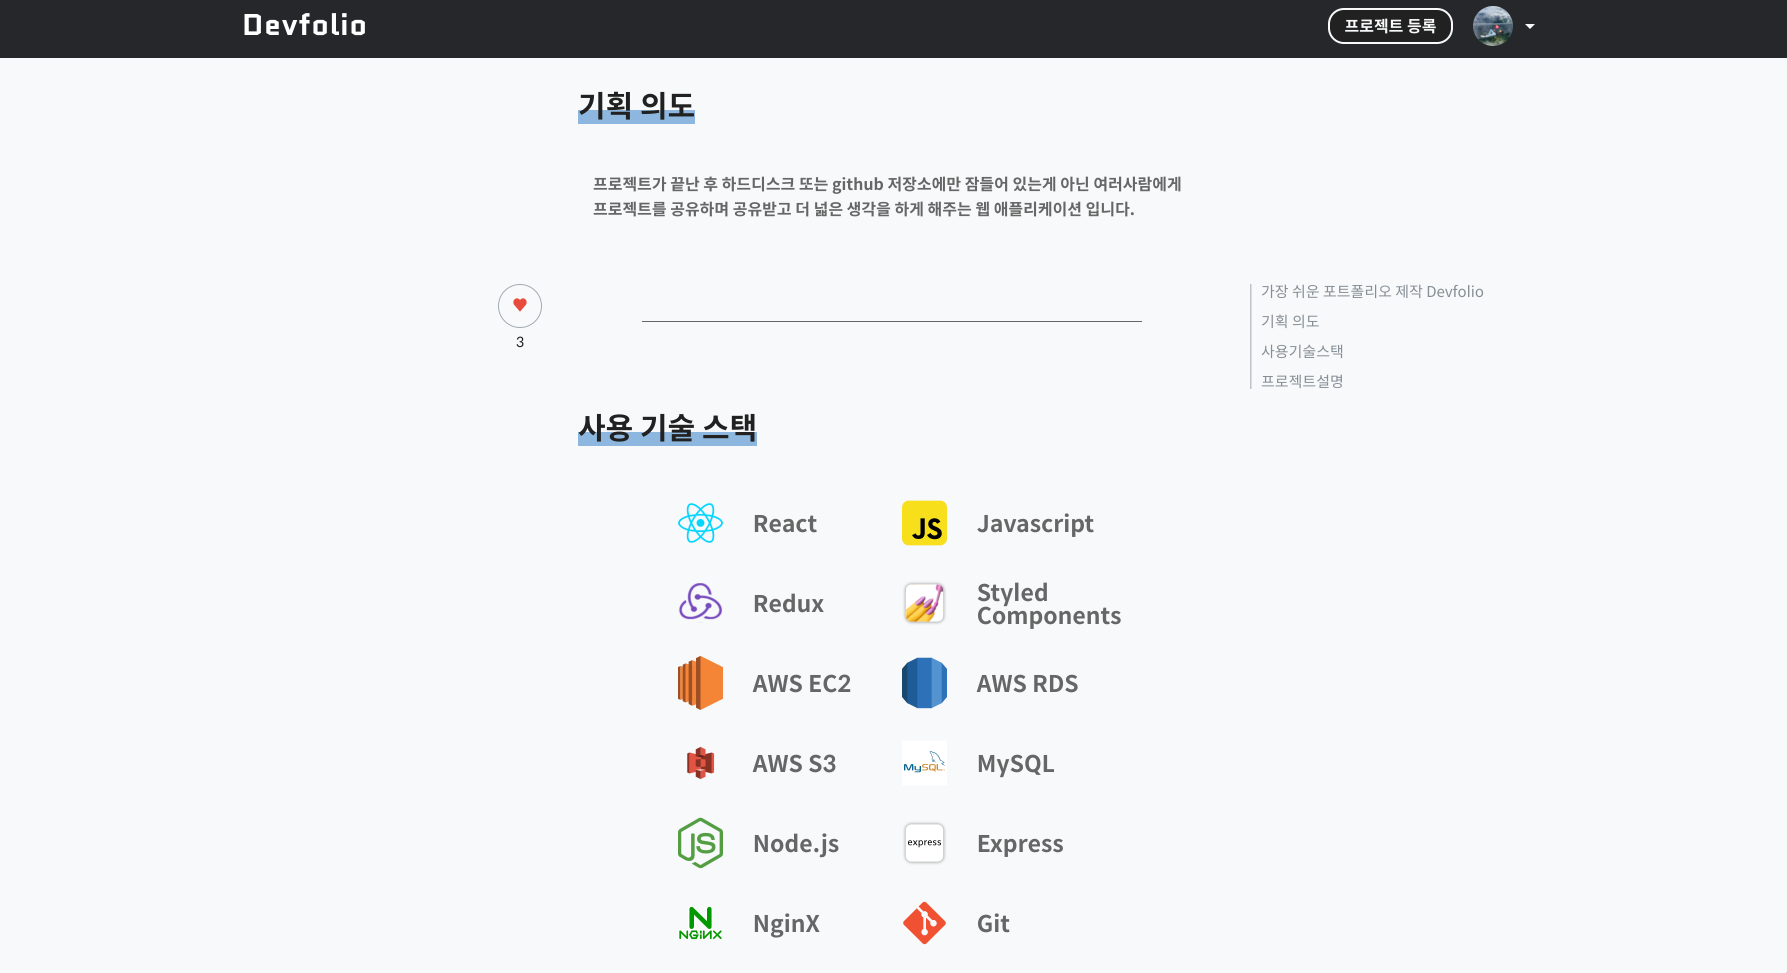 Devfolio
프로젝트 등록
기획 의도
프로젝트가 끝난 후 하드디스크 또는 github 저장소에만 잠들어 있는게 아닌 여러사람에게
프로젝트를 공유하며 공유받고 더 넓은 생각을 하게 해주는 웹 애플리케이션 입니다.
3
가장 쉬운 포트폴리오 제작 Devfolio
기획 의도
사용기술스택
프로젝트설명
사용 기술 스택
React
JS
Javascript
Redux
Styled
Components
AWS EC2
AWS RDS
AWS S3
MySQL
MySQL
JS
Node.js
express
Express
NGINX
NginX
Git